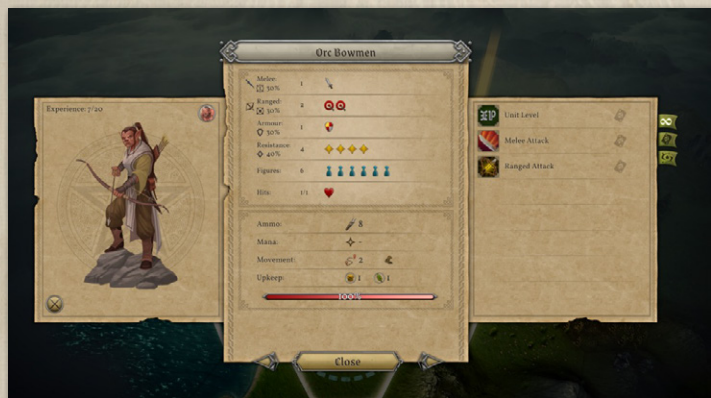 Orc Bowmen
Experience: 7/20
Melee: 1
30%
Ranged: 2
30%
Armour: 1
30%
Resistance: 4
40%
Figures: 6
Hits: 1/1
Ammo: 8
Mana: -
Movement: 2
Upkeep: 1 1
100%
Close
Unit Level
Melee Attack
Ranged Attack